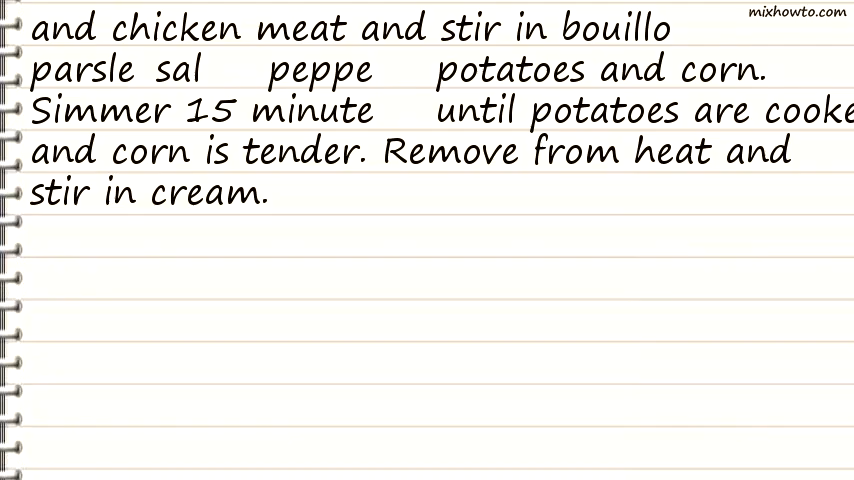 mixhowto.com
and chicken meat and stir in bouillo
parsle sal peppe potatoes and corn.
Simmer 15 minute until potatoes are cooke
and corn is tender. Remove from heat and
stir in cream.